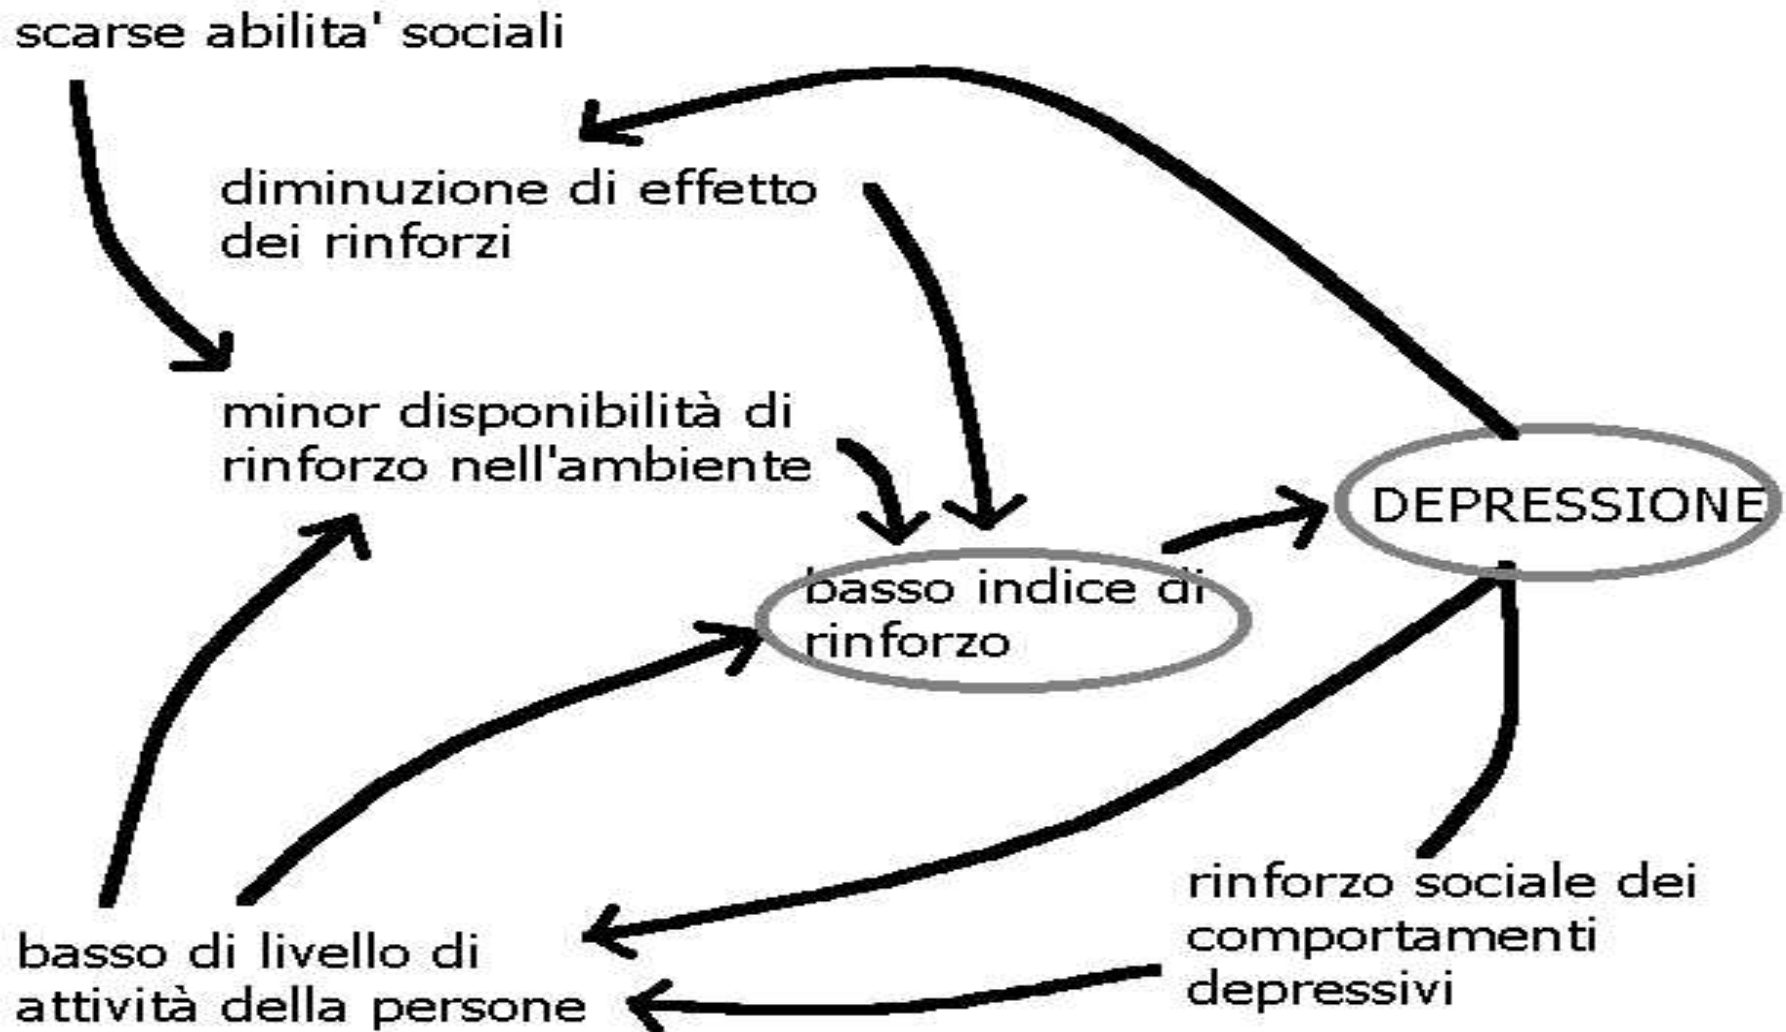 scarse abilita' sociali
diminuzione di effetto
dei rinforzi
minor disponibilità di
rinforzo nell'ambiente
DEPRESSIONE
basso indice di
rinforzo
rinforzo sociale dei
comportamenti
depressivi
basso di livello di
attività della persone